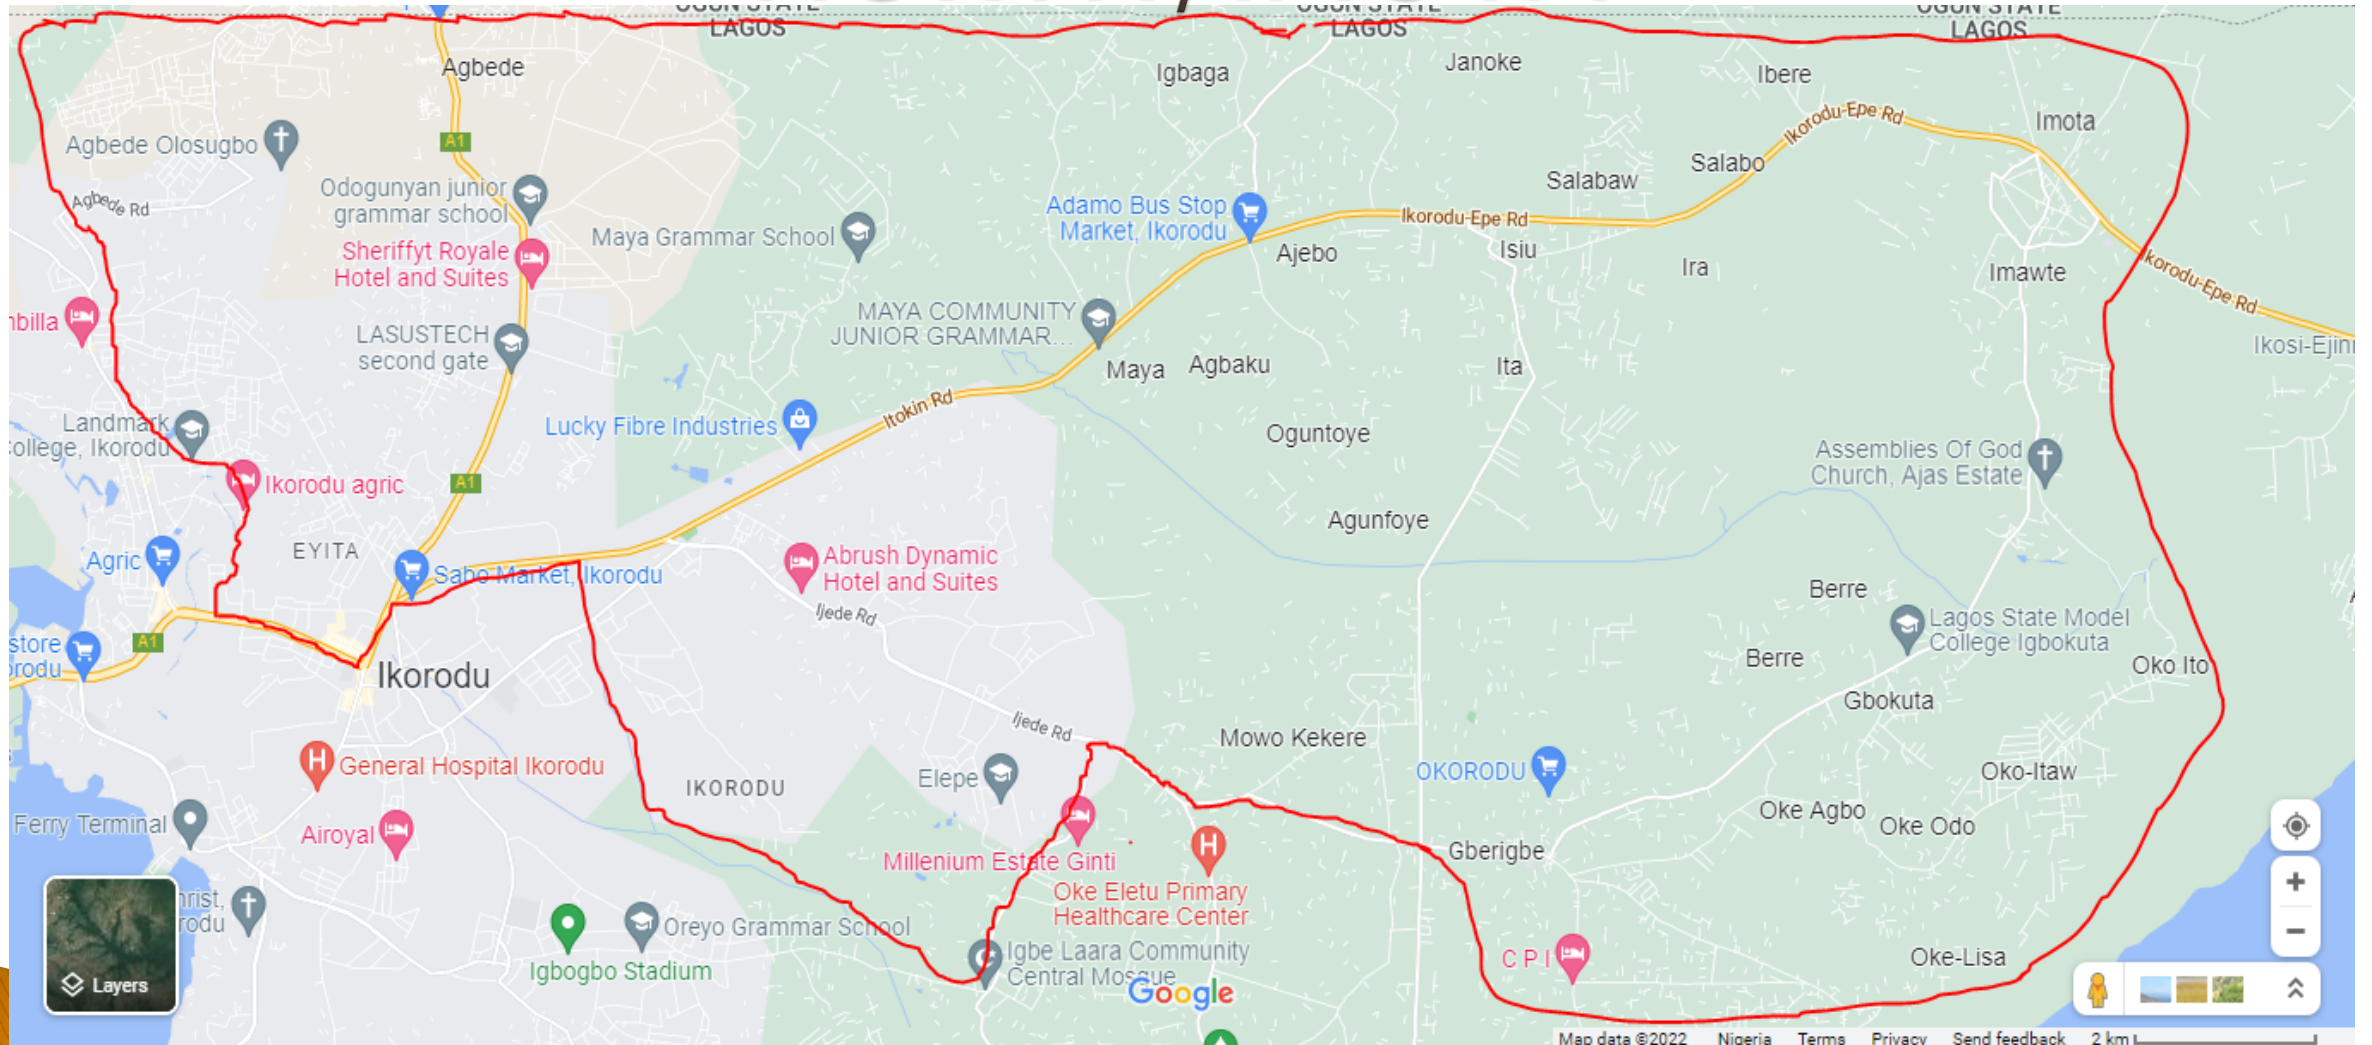 OGUN STATE
LAGOS
OGUN STATE
LAGOS
OGUN STATE
LAGOS
Agbede
Igbaga
Janoke
Ibere
Imota
Ikorodu-Epe Rd
A1
Agbede Olosugbo
Odogunyan junior
grammar school
Agbede Rd
Salabo
Salabaw
Adamo Bus Stop
Market, Ikorodu
Ikorodu-Epe Rd
Maya Grammar School
Sheriffyt Royale
Hotel and Suites
Ajebo
Isiu
Ira
Imawte
Ikorodu-Epe Rd
MAYA COMMUNITY
JUNIOR GRAMMAR...
LASUSTECH
second gate
Maya
Agbaku
Ita
Itokin Rd
Landmark
College, Ikorodu
Lucky Fibre Industries
Oguntoye
Assemblies Of God
Church, Ajas Estate
Ikorodu agric
A1
Agunfoye
EYITA
Agric
Sabo Market, Ikorodu
Abrush Dynamic
Hotel and Suites
Ijede Rd
Berre
Lagos State Model
College Igbokuta
A1
store
Berre
Oko Ito
Ikorodu
Gbokuta
Ijede Rd
Mowo Kekere
General Hospital Ikorodu
IKORODU
Elepe
OKORODU
Oko-Itaw
Oke Agbo
Oke Odo
Ferry Terminal
Airoyal
Millenium Estate Ginti
Gberigbe
Oke Eletu Primary
Healthcare Center
Oreyo Grammar School
Igbogbo Stadium
Igbe Laara Community
Central Mosque
C P I
Oke-Lisa
Layers
Google
Map data ©2022 Nigeria Terms Privacy Send feedback 2 km